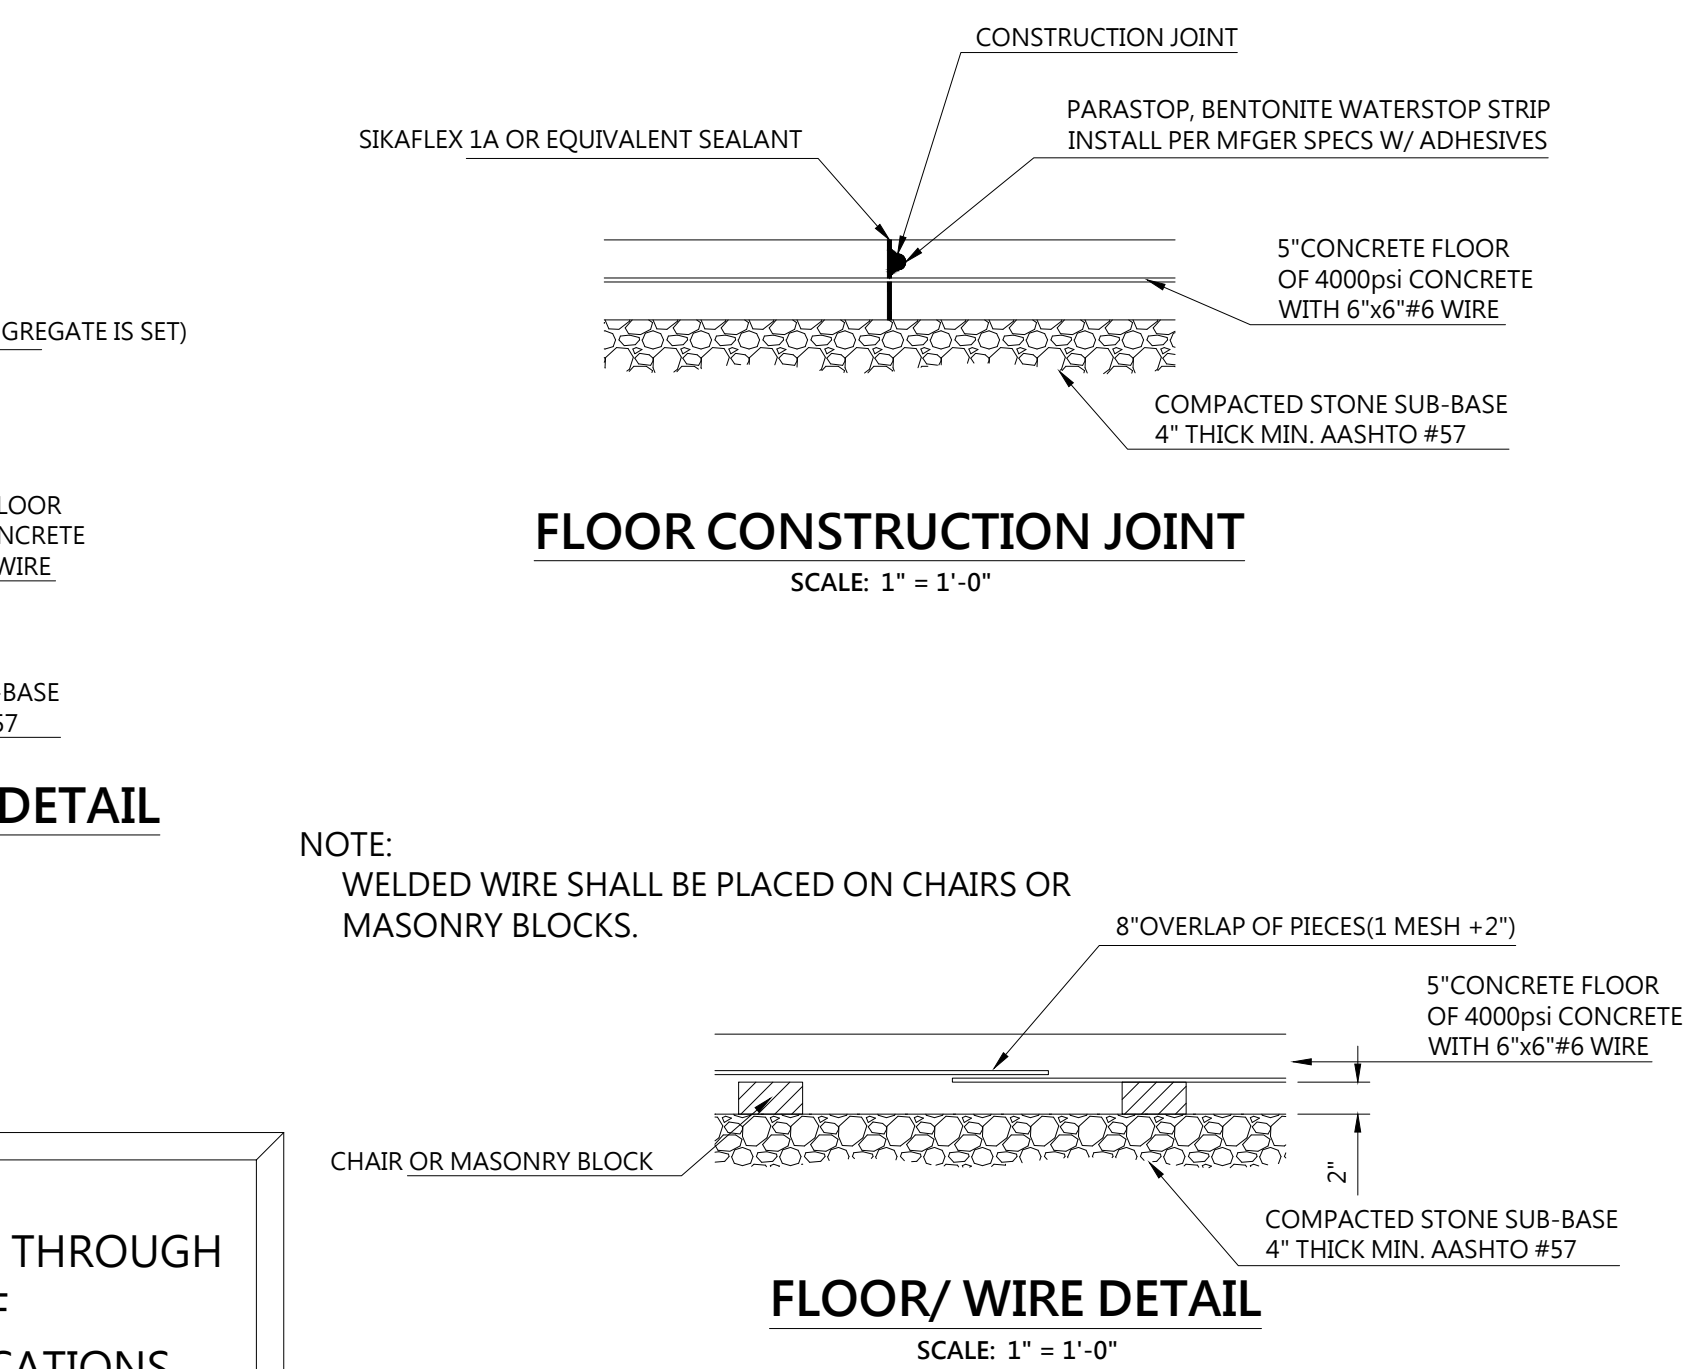 CONSTRUCTION JOINT
PARASTOP, BENTONITE WATERSTOP STRIP
INSTALL PER MFGER SPECS W/ ADHESIVES
SIKAFLEX 1A OR EQUIVALENT SEALANT
5"CONCRETE FLOOR
OF 4000psi CONCRETE
WITH 6"x6"#6 WIRE
COMPACTED STONE SUB-BASE
4" THICK MIN. AASHTO #57
FLOOR CONSTRUCTION JOINT
SCALE: 1" = 1'-0"
GREGATE IS SET)
LOOR
NCRETE
WIRE
-BASE
57
DETAIL
NOTE:
WELDED WIRE SHALL BE PLACED ON CHAIRS OR
MASONRY BLOCKS.
8"OVERLAP OF PIECES(1 MESH +2")
5"CONCRETE FLOOR
OF 4000psi CONCRETE
WITH 6"x6"#6 WIRE
CHAIR OR MASONRY BLOCK
2"
COMPACTED STONE SUB-BASE
4" THICK MIN. AASHTO #57
FLOOR/ WIRE DETAIL
SCALE: 1" = 1'-0"
THROUGH
CATIONS